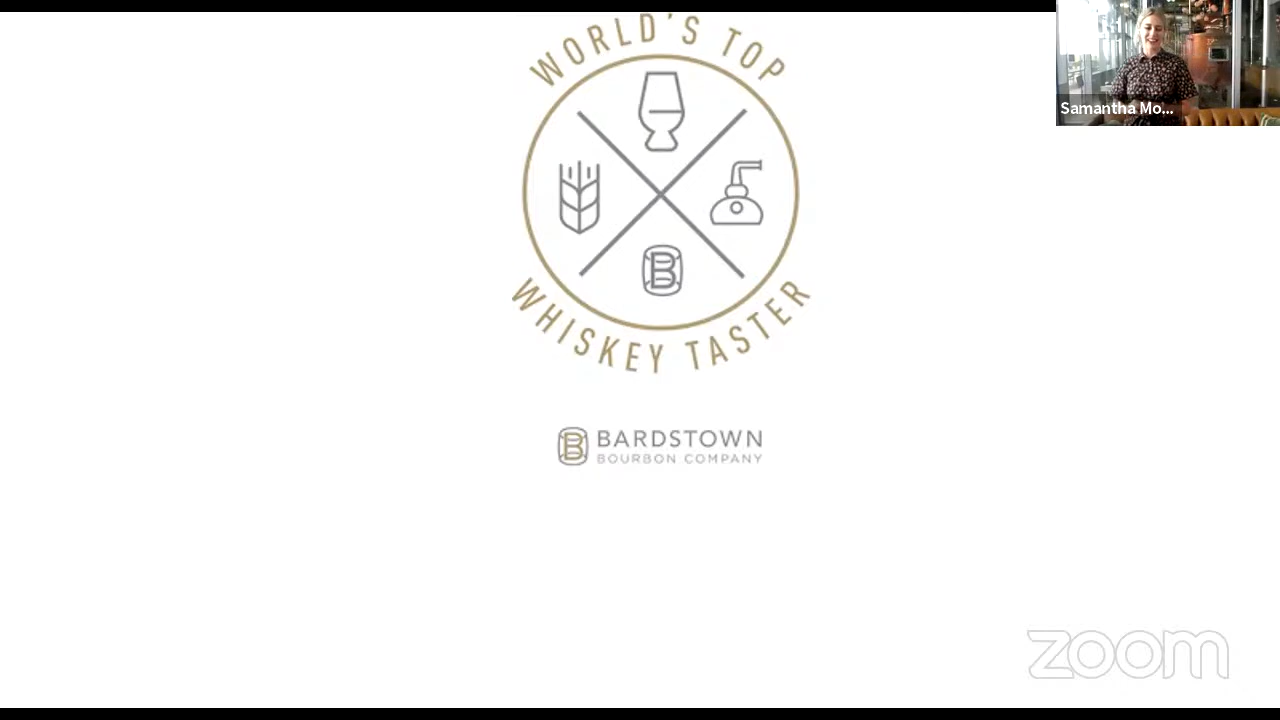 WORLD'S TOP
WHISKEY TASTER
B
B BARDSTOWN
BOURBON COMPANY
Samantha Mo...
zoom